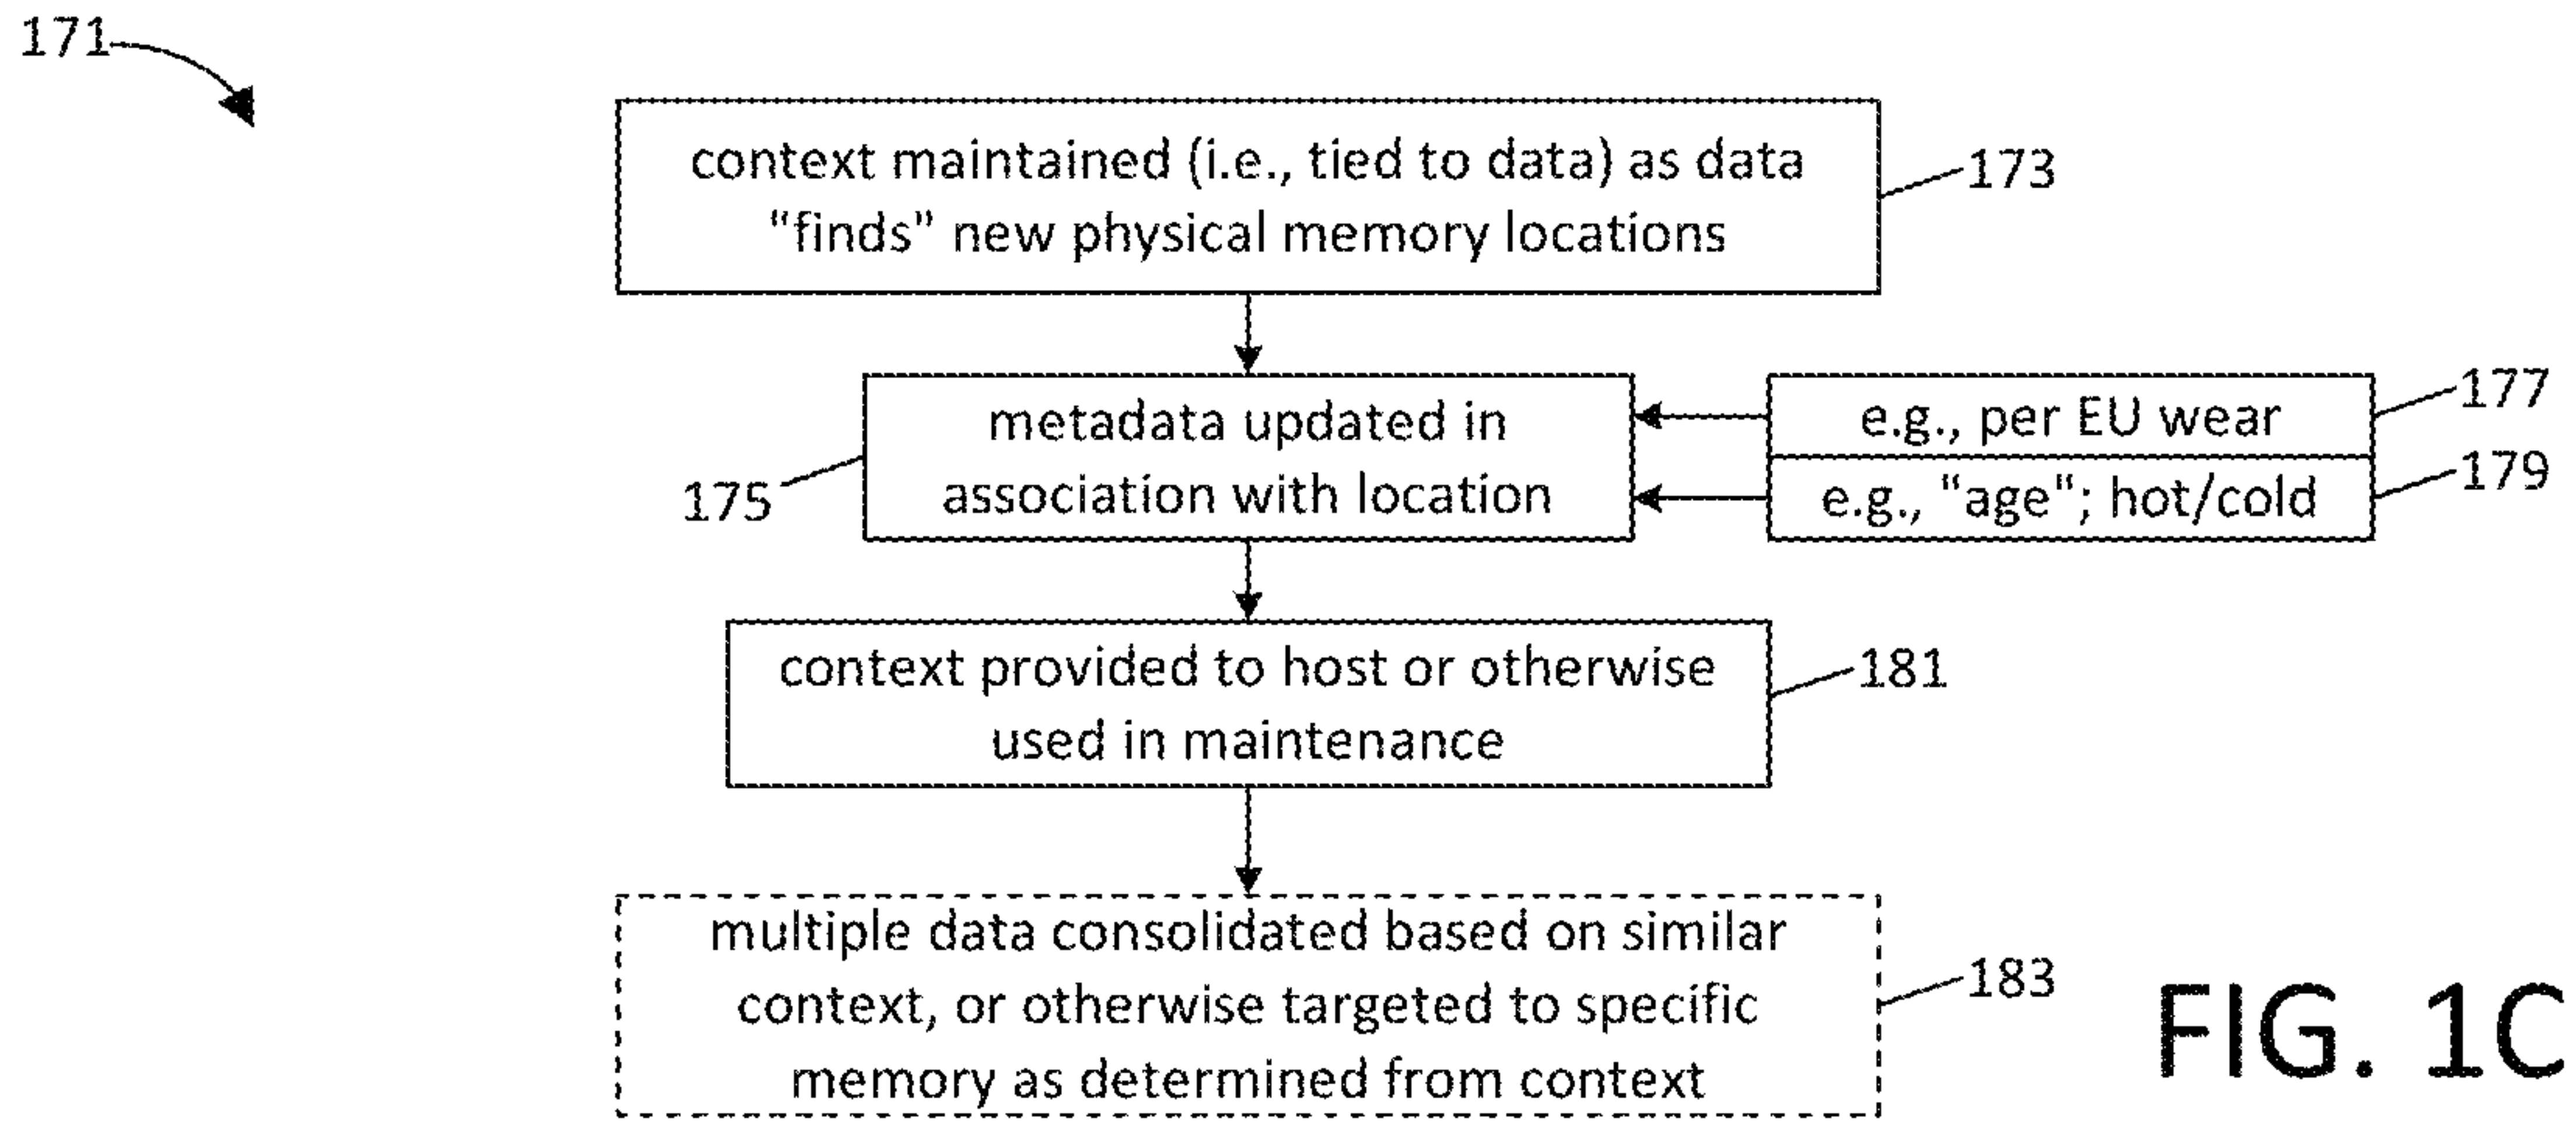 171
context maintained (i.e., tied to data) as data
"finds" new physical memory locations
173
metadata updated in
association with location
175
e.g., per EU wear
177
e.g., "age"; hot/cold
179
context provided to host or otherwise
used in maintenance
181
multiple data consolidated based on similar
context, or otherwise targeted to specific
memory as determined from context
183
FIG. 1C